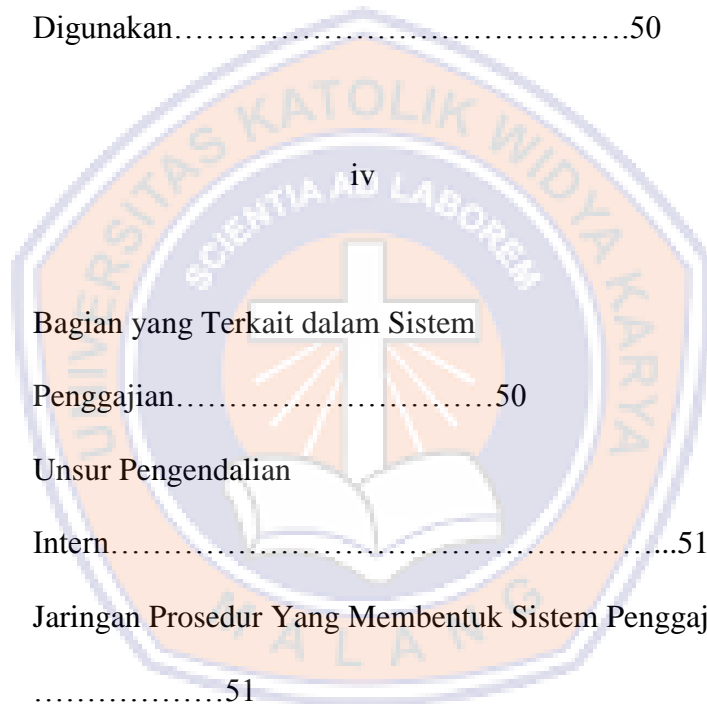 Digunakan…………………………………….50
UNIVERSITAS KATOLIK WIDYA KARYA
iv
SCIENTIA AD LABOREM
Bagian yang Terkait dalam Sistem
Penggajian…………………………50
Unsur Pengendalian
Intern………………………………………………...51
Jaringan Prosedur Yang Membentuk Sistem Penggaj
MALANG
………………51